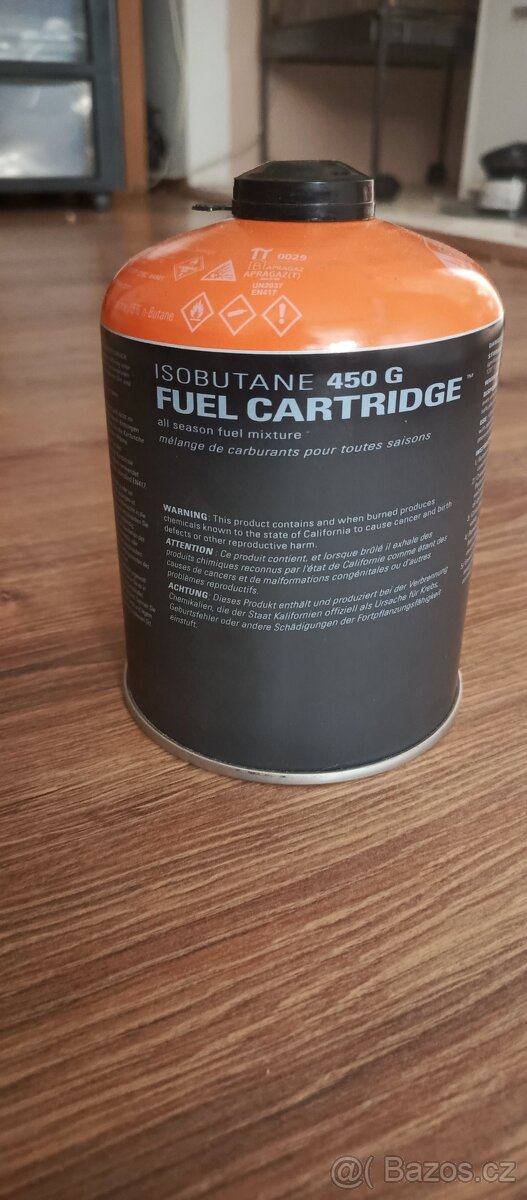 π 0029
APRAGAZ
APRAGAZ(T)
UN2037
EN417
n-Butane
ISOBUTANE 450 G
FUEL CARTRIDGE™
all season fuel mixture
mélange de carburants pour toutes saisons
WARNING: This product contains and when burned produces
chemicals known to the state of California to cause cancer and birth
defects or other reproductive harm.
ATTENTION : Ce produit contient, et lorsque brûlé il exhale des
produits chimiques reconnus par l'état de Californie comme étant des
causes de cancers et de malformations congénitales ou d'autres
problèmes reproductifs.
ACHTUNG: Dieses Produkt enthält und produziert bei der Verbrennung
Chemikalien, die der Staat Kalifornien offiziell als Ursache für Krebs,
Geburtsfehler oder andere Schädigungen der Fortpflanzungsfähigkeit
einstuft.
@( Bazos.cz